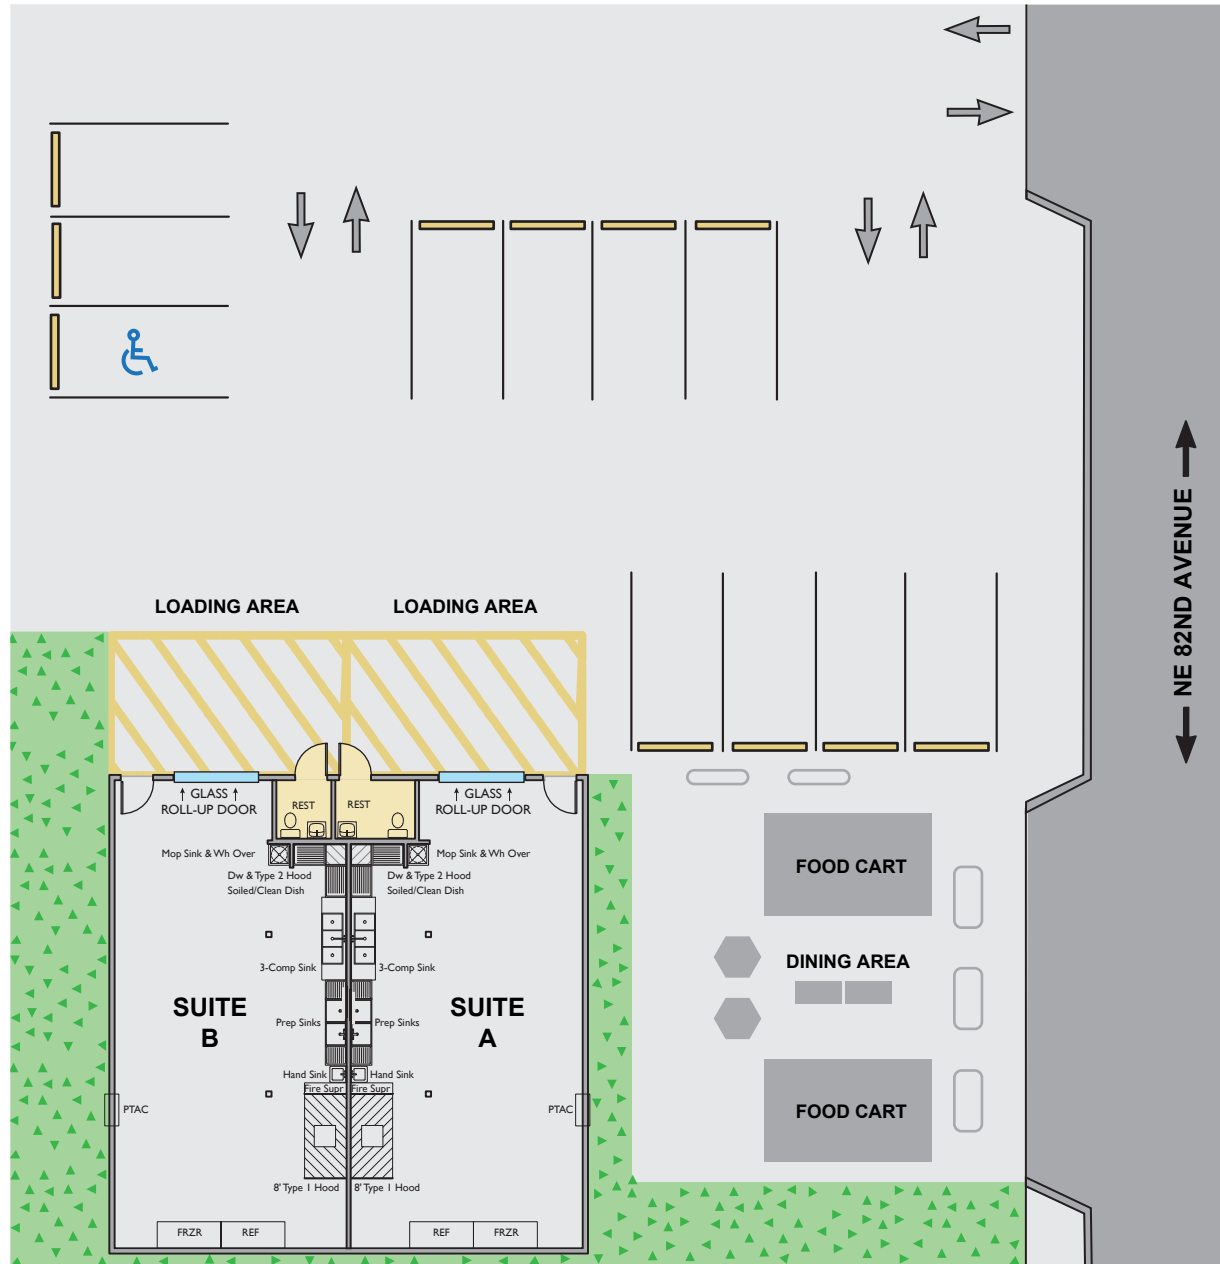 NE 82ND AVENUE
LOADING AREA
LOADING AREA
GLASS
ROLL-UP DOOR
REST
REST
GLASS
ROLL-UP DOOR
Mop Sink & Wh Over
Mop Sink & Wh Over
Dw & Type 2 Hood
Soiled/Clean Dish
Dw & Type 2 Hood
Soiled/Clean Dish
3-Comp Sink
3-Comp Sink
SUITE
B
SUITE
A
Prep Sinks
Prep Sinks
Hand Sink
Hand Sink
Fire Supr
Fire Supr
PTAC
PTAC
8' Type 1 Hood
8' Type 1 Hood
FRZR
REF
REF
FRZR
FOOD CART
DINING AREA
FOOD CART